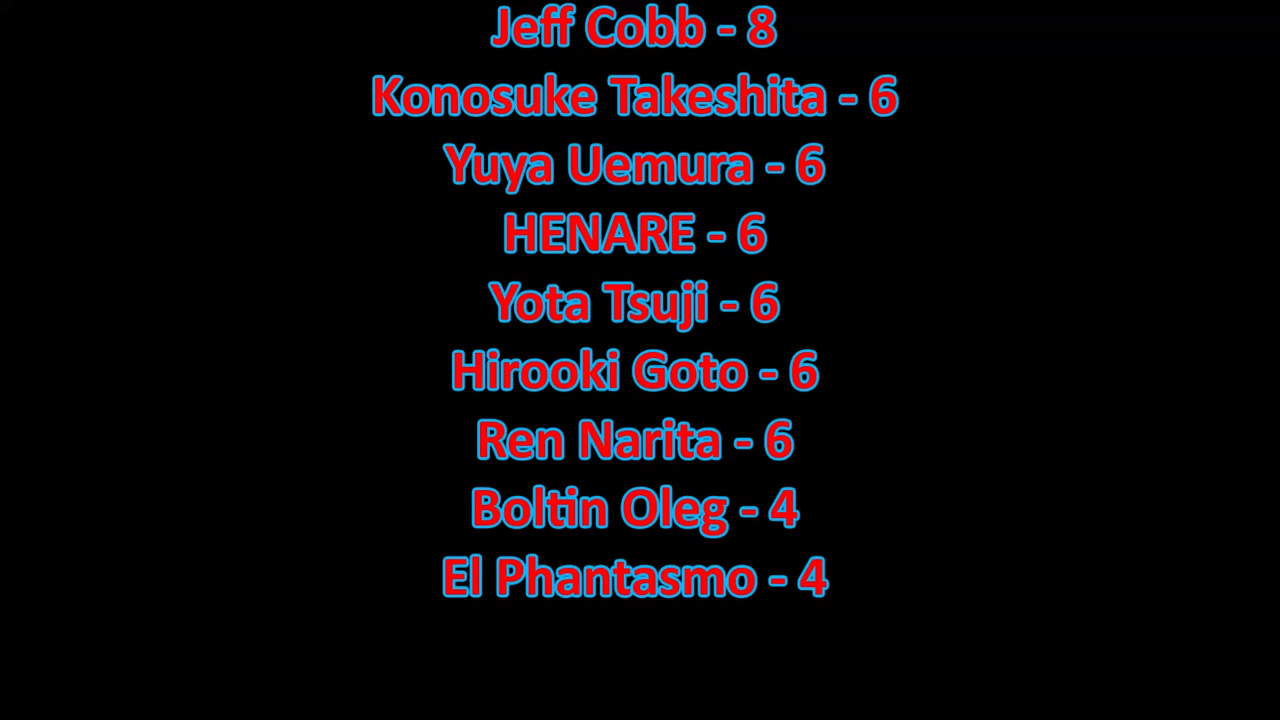 Jeff Cobb - 8
Konosuke Takeshita - 6
Yuya Uemura - 6
HENARE - 6
Yota Tsuji - 6
Hirooki Goto - 6
Ren Narita - 6
Boltin Oleg - 4
El Phantasmo - 4